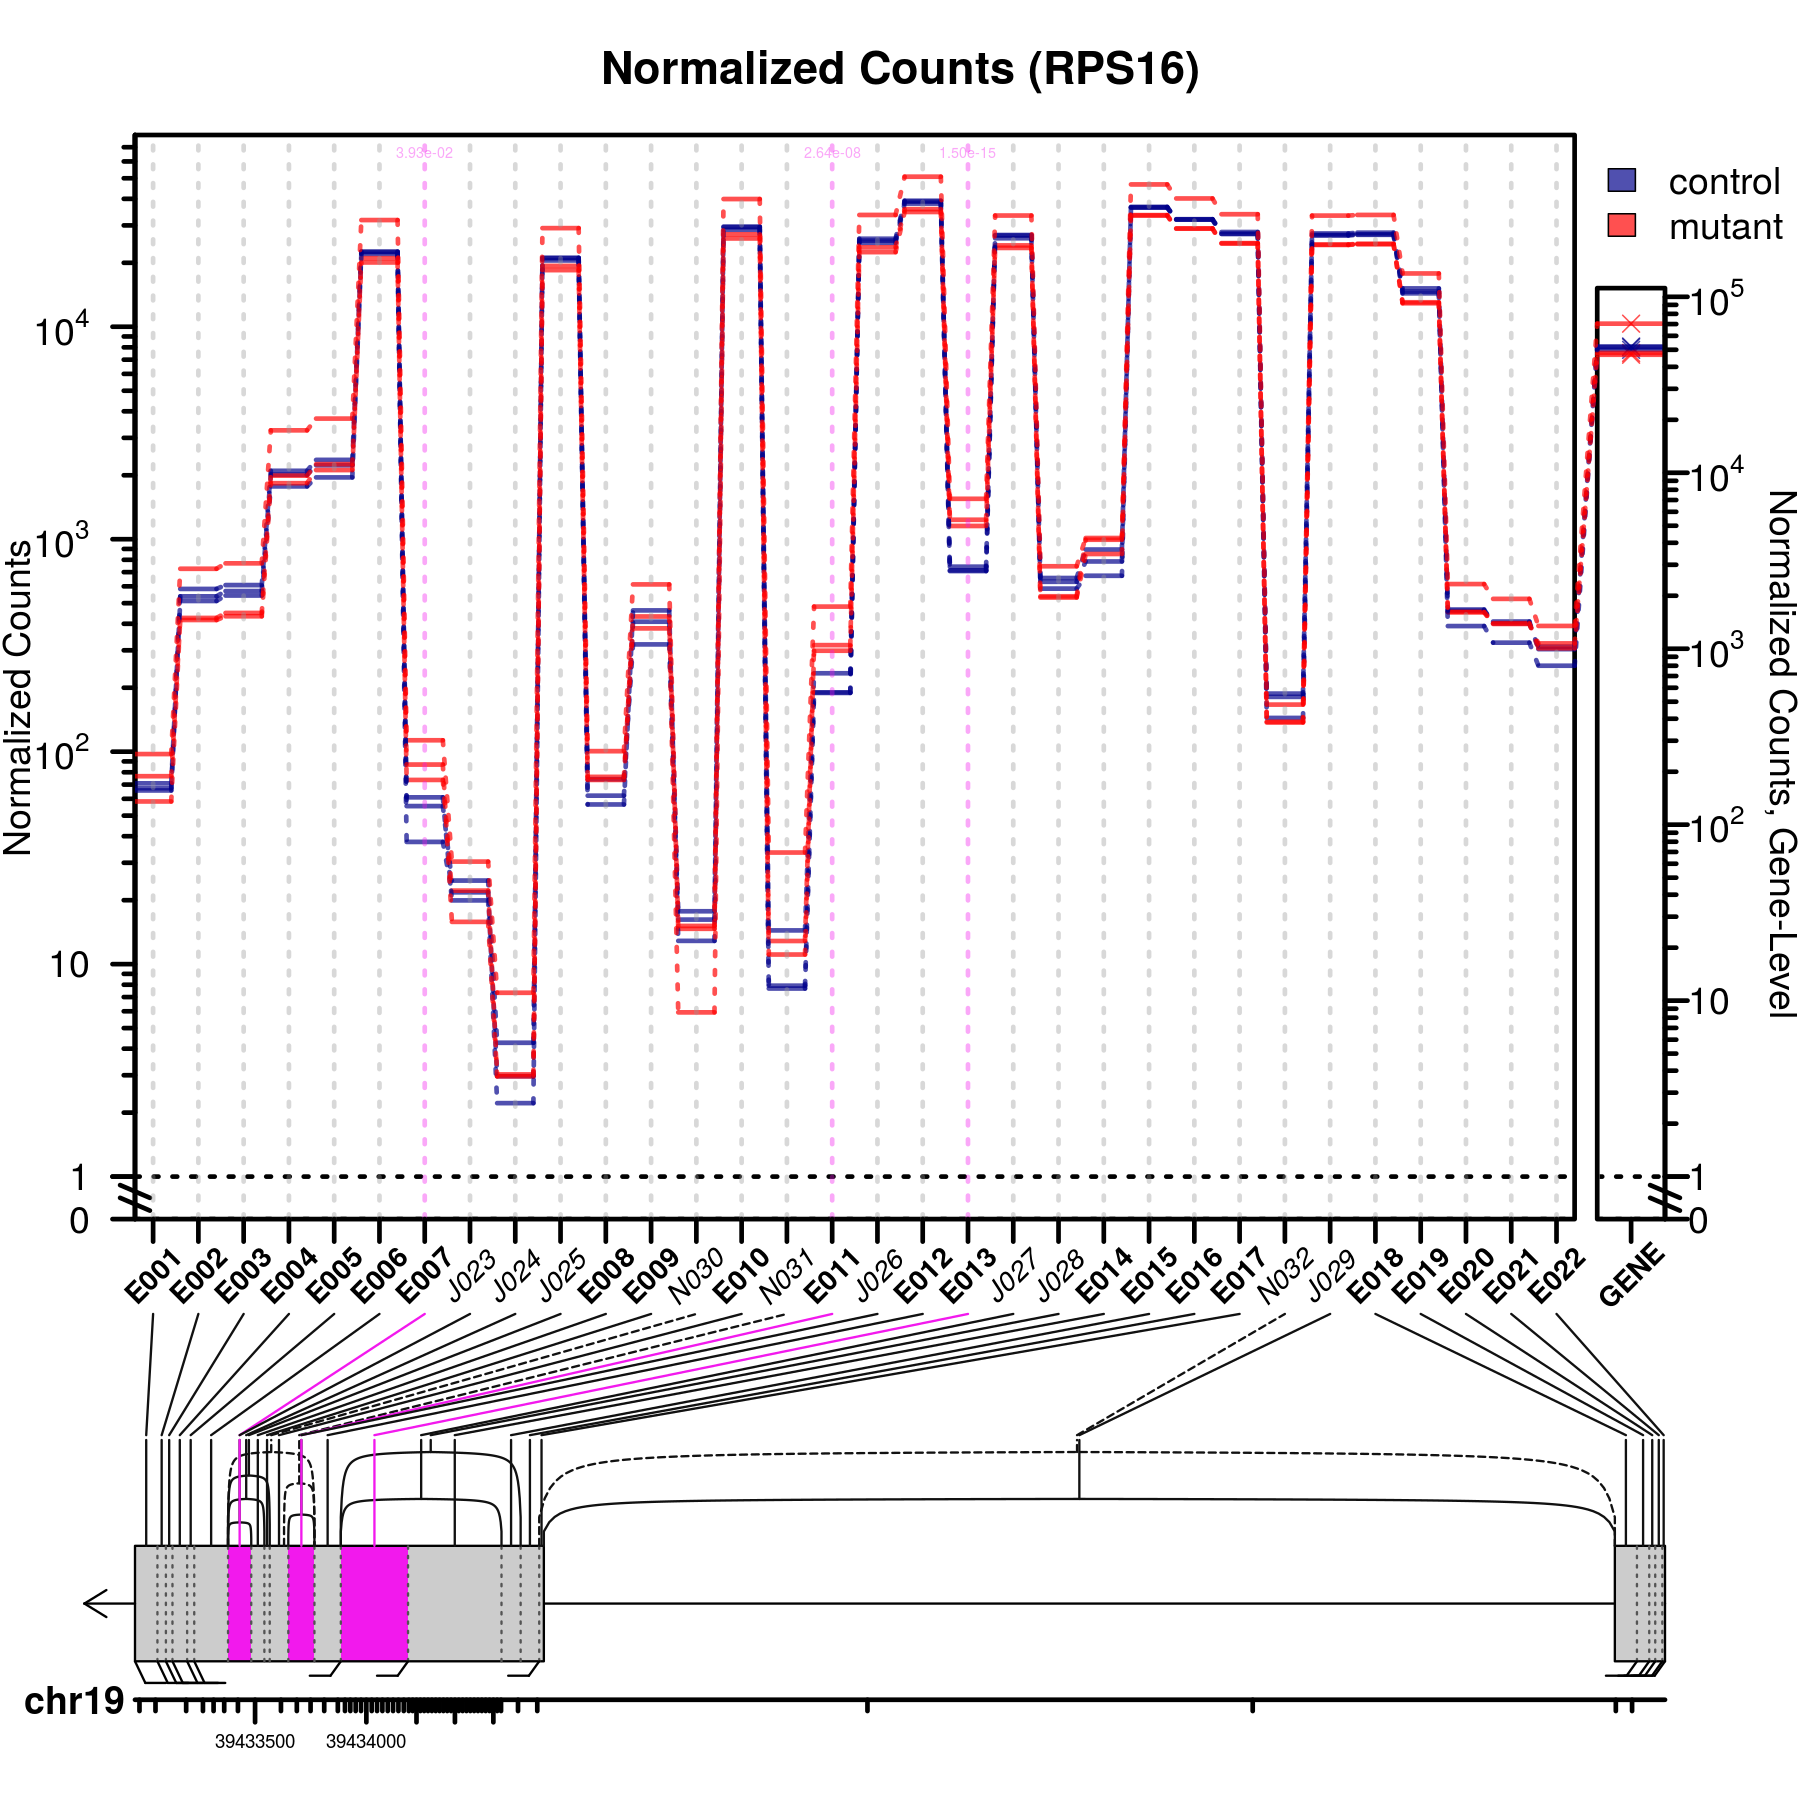 Normalized Counts (RPS16)
3.93e-02 2.64e-08 1.50e-15
control
mutant
Normalized Counts
10^4
10^3
10^2
10
1
0
10^5
10^4
10^3
10^2
10
1
0
Normalized Counts, Gene-Level
E001 E002 E003 E004 E005 E006 E007 J023 J024 J025 E008 E009 N030 E010 N031 E011 J026 E012 E013 J027 J028 E014 E015 E016 E017 N032 J029 E018 E019 E020 E021 E022 GENE
chr19
39433500 39434000